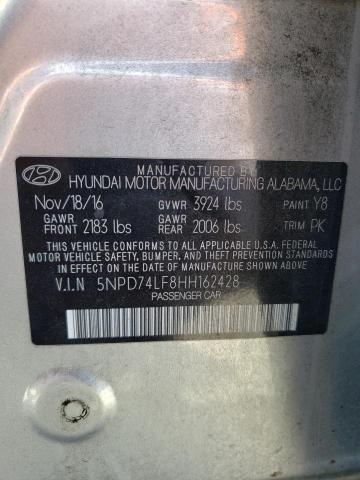 MANUFACTURED BY
HYUNDAI MOTOR MANUFACTURING ALABAMA, LLC
Nov/18/16 GVWR 3924 lbs PAINT Y8
GAWR FRONT 2183 lbs GAWR REAR 2006 lbs TRIM PK
THIS VEHICLE CONFORMS TO ALL APPLICABLE U.S.A. FEDERAL
MOTOR VEHICLE SAFETY, BUMPER, AND THEFT PREVENTION
STANDARDS IN EFFECT ON THE DATE OF MANUFACTURE SHOWN ABOVE.
V.I.N 5NPD74LF8HH162428
PASSENGER CAR